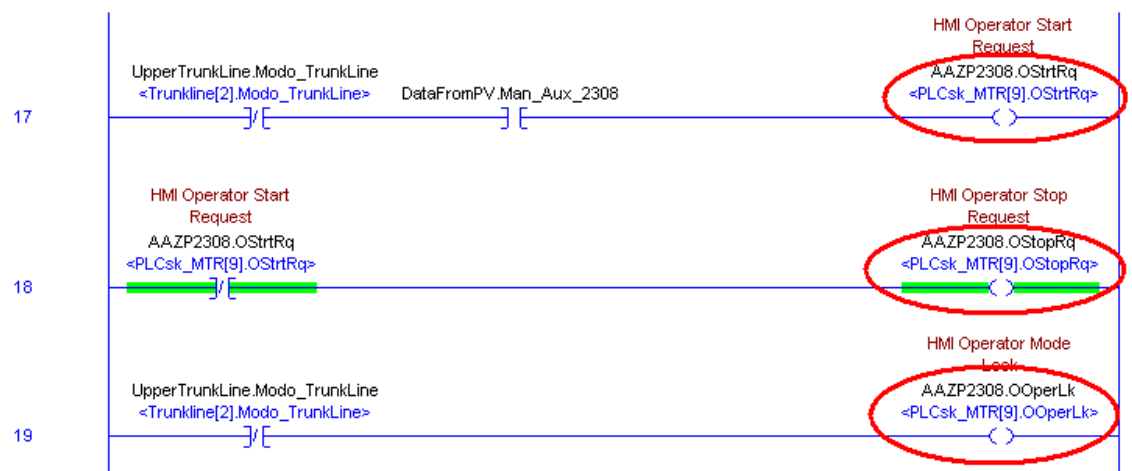 HMI Operator Start
Request
UpperTrunkLine.Modo_TrunkLine
AAZP2308.OStrtRq
<Trunkline[2].Modo_TrunkLine>
DataFromPV.Man_Aux_2308
<PLCsk_MTR[9].OStrtRq>
17
HMI Operator Start
Request
HMI Operator Stop
Request
AAZP2308.OStrtRq
AAZP2308.OStopRq
<PLCsk_MTR[9].OStrtRq>
<PLCsk_MTR[9].OStopRq>
18
HMI Operator Mode
Lock
UpperTrunkLine.Modo_TrunkLine
AAZP2308.OOperLk
<Trunkline[2].Modo_TrunkLine>
<PLCsk_MTR[9].OOperLk>
19